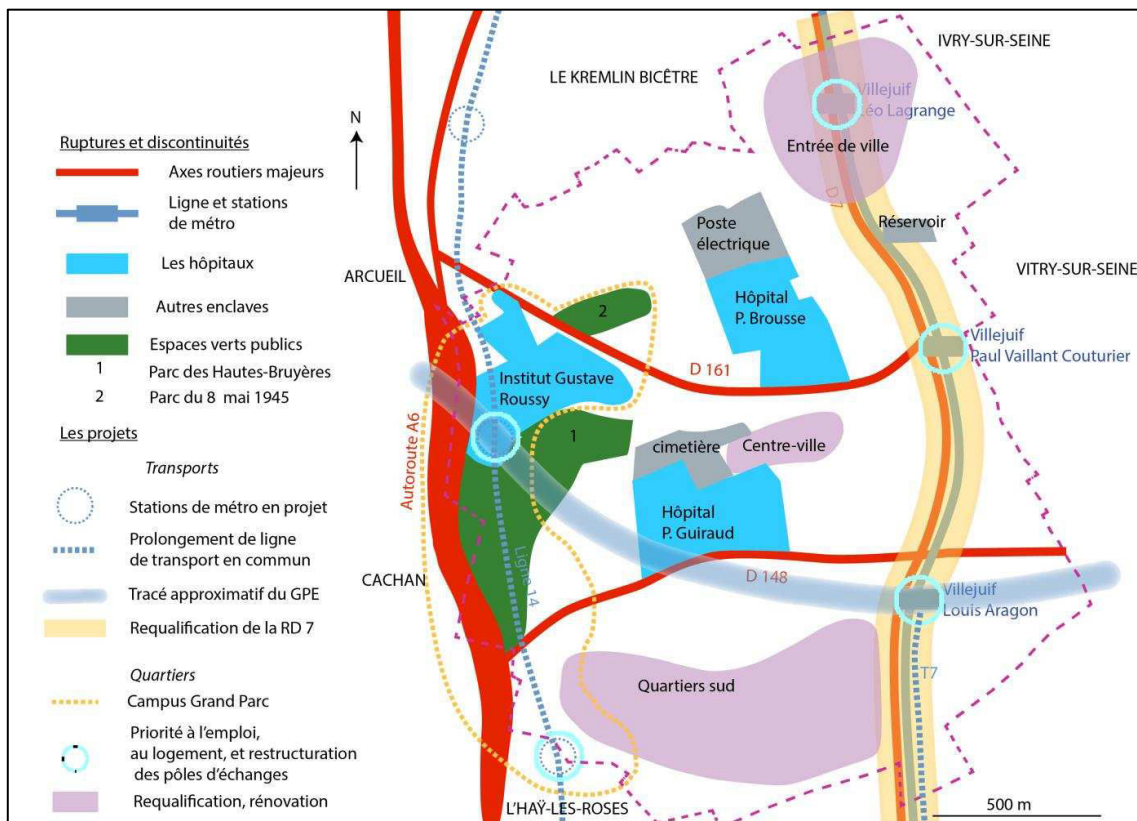 Ruptures et discontinuités
Axes routiers majeurs
Ligne et stations
de métro
Les hôpitaux
Autres enclaves
Espaces verts publics
1 Parc des Hautes-Bruyères
2 Parc du 8 mai 1945
Les projets
Transports
Stations de métro en projet
Prolongement de ligne
de transport en commun
Tracé approximatif du GPE
Requalification de la RD 7
Quartiers
Campus Grand Parc
Priorité à l'emploi,
au logement, et restructuration
des pôles d'échanges
Requalification, rénovation
N
IVRY-SUR-SEINE
LE KREMLIN BICÊTRE
Villejuif
Léo Lagrange
Entrée de ville
D 7
Réservoir
Poste
électrique
VITRY-SUR-SEINE
ARCUEIL
Hôpital
P. Brousse
2
Villejuif
Paul Vaillant Couturier
D 161
Institut Gustave
Roussy
Autoroute A6
1
cimetière
Centre-ville
Hôpital
P. Guiraud
Ligne 14
D 148
CACHAN
Villejuif
Louis Aragon
T7
Quartiers sud
L'HAŸ-LES-ROSES
500 m